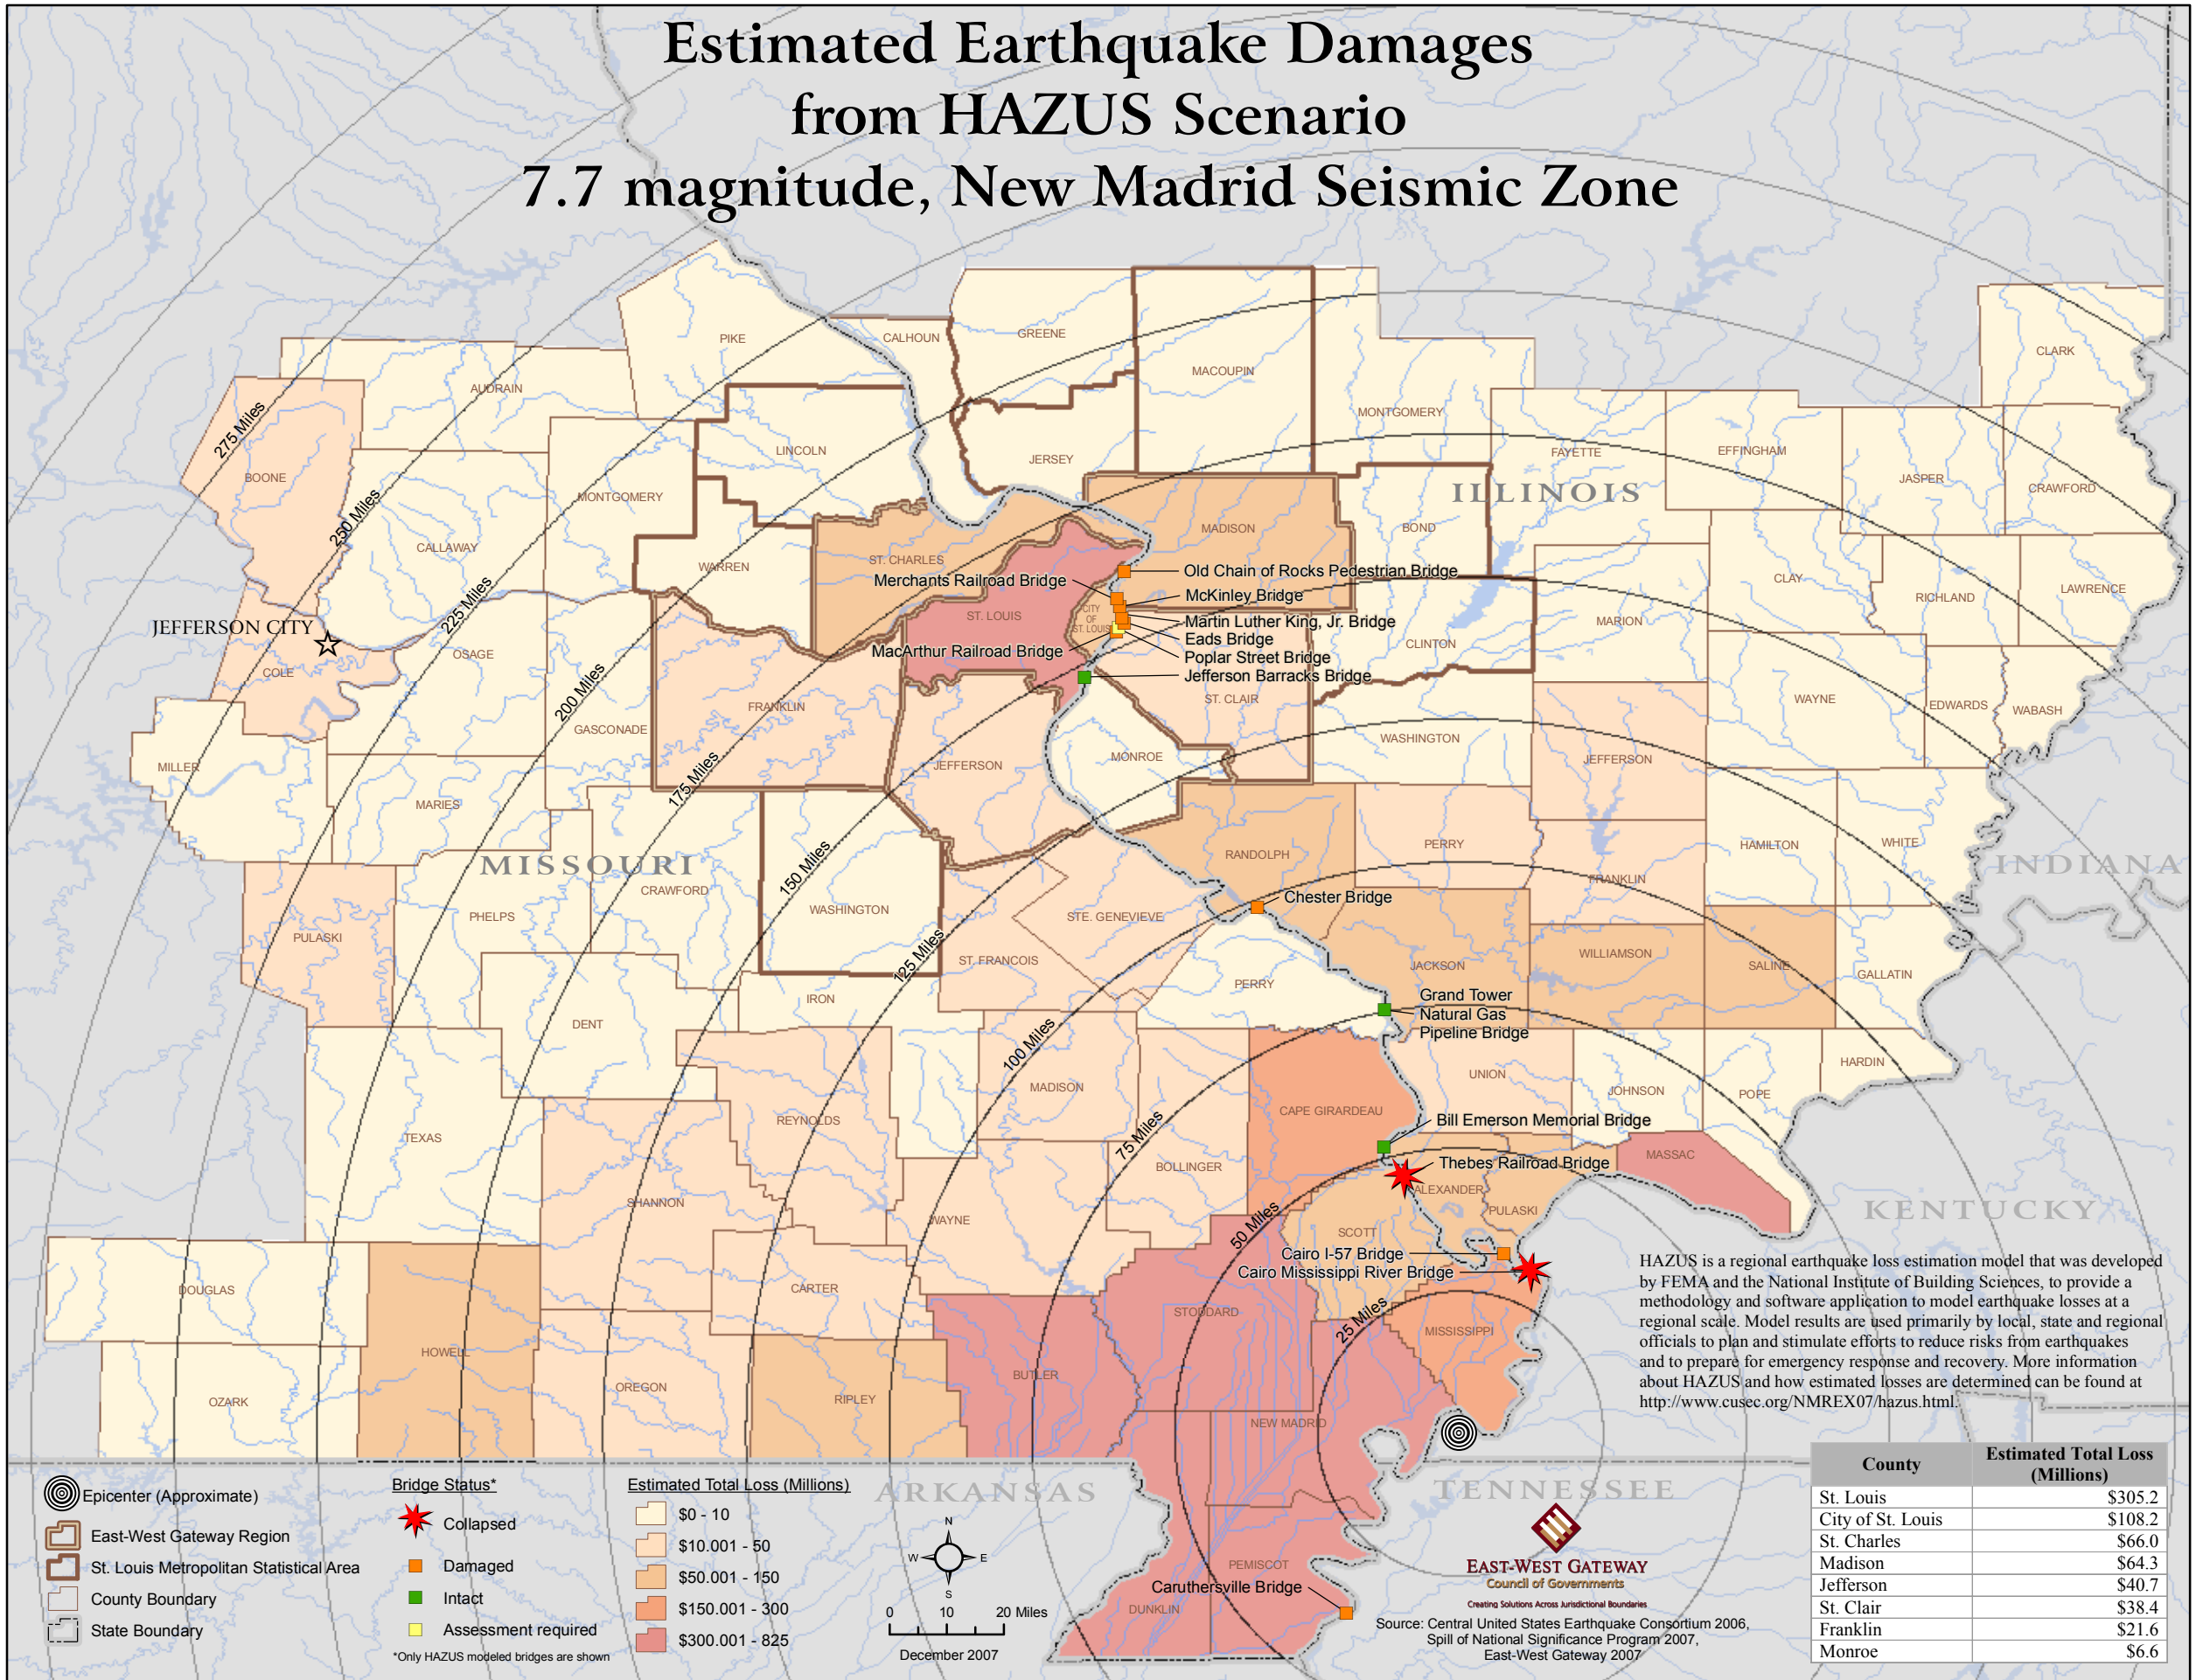 Estimated Earthquake Damages
from HAZUS Scenario
7.7 magnitude, New Madrid Seismic Zone
PIKE
CALHOUN
GREENE
MACOUPIN
CLARK
AUDRAIN
MONTGOMERY
275 Miles
BOONE
LINCOLN
JERSEY
FAYETTE
EFFINGHAM
JASPER
CRAWFORD
ILLINOIS
MONTGOMERY
250 Miles
CALLAWAY
WARREN
ST. CHARLES
MADISON
BOND
CLAY
RICHLAND
LAWRENCE
Merchants Railroad Bridge
Old Chain of Rocks Pedestrian Bridge
McKinley Bridge
225 Miles
JEFFERSON CITY
ST. LOUIS
CITY
OF
ST. LOUIS
Martin Luther King, Jr. Bridge
Eads Bridge
MacArthur Railroad Bridge
Poplar Street Bridge
Jefferson Barracks Bridge
MARION
CLINTON
COLE
OSAGE
200 Miles
GASCONADE
FRANKLIN
ST. CLAIR
WAYNE
EDWARDS
WABASH
MILLER
MARIES
175 Miles
JEFFERSON
MONROE
WASHINGTON
JEFFERSON
MISSOURI
150 Miles
CRAWFORD
RANDOLPH
PERRY
FRANKLIN
HAMILTON
WHITE
INDIANA
PULASKI
PHELPS
WASHINGTON
STE. GENEVIEVE
Chester Bridge
125 Miles
ST. FRANCOIS
PERRY
JACKSON
WILLIAMSON
SALINE
GALLATIN
DENT
IRON
Grand Tower
Natural Gas
Pipeline Bridge
100 Miles
MADISON
UNION
JOHNSON
POPE
HARDIN
TEXAS
REYNOLDS
75 Miles
CAPE GIRARDEAU
Bill Emerson Memorial Bridge
BOLLINGER
Thebes Railroad Bridge
MASSAC
SHANNON
WAYNE
50 Miles
ALEXANDER
PULASKI
SCOTT
KENTUCKY
Cairo I-57 Bridge
Cairo Mississippi River Bridge
DOUGLAS
CARTER
STODDARD
25 Miles
MISSISSIPPI
HOWELL
OZARK
OREGON
RIPLEY
BUTLER
NEW MADRID
HAZUS is a regional earthquake loss estimation model that was developed
by FEMA and the National Institute of Building Sciences, to provide a
methodology and software application to model earthquake losses at a
regional scale. Model results are used primarily by local, state and regional
officials to plan and stimulate efforts to reduce risks from earthquakes
and to prepare for emergency response and recovery. More information
about HAZUS and how estimated losses are determined can be found at
http://www.cusec.org/NMREX07/hazus.html.
ARKANSAS
TENNESSEE
PEMISCOT
Caruthersville Bridge
DUNKLIN
Epicenter (Approximate)
East-West Gateway Region
St. Louis Metropolitan Statistical Area
County Boundary
State Boundary
Bridge Status*
Collapsed
Damaged
Intact
Assessment required
*Only HAZUS modeled bridges are shown
Estimated Total Loss (Millions)
$0 - 10
$10.001 - 50
$50.001 - 150
$150.001 - 300
$300.001 - 825
N
W E
S
0 10 20 Miles
December 2007
EAST-WEST GATEWAY
Council of Governments
Creating Solutions Across Jurisdictional Boundaries
Source: Central United States Earthquake Consortium 2006,
Spill of National Significance Program 2007,
East-West Gateway 2007
County Estimated Total Loss
(Millions)
St. Louis $305.2
City of St. Louis $108.2
St. Charles $66.0
Madison $64.3
Jefferson $40.7
St. Clair $38.4
Franklin $21.6
Monroe $6.6